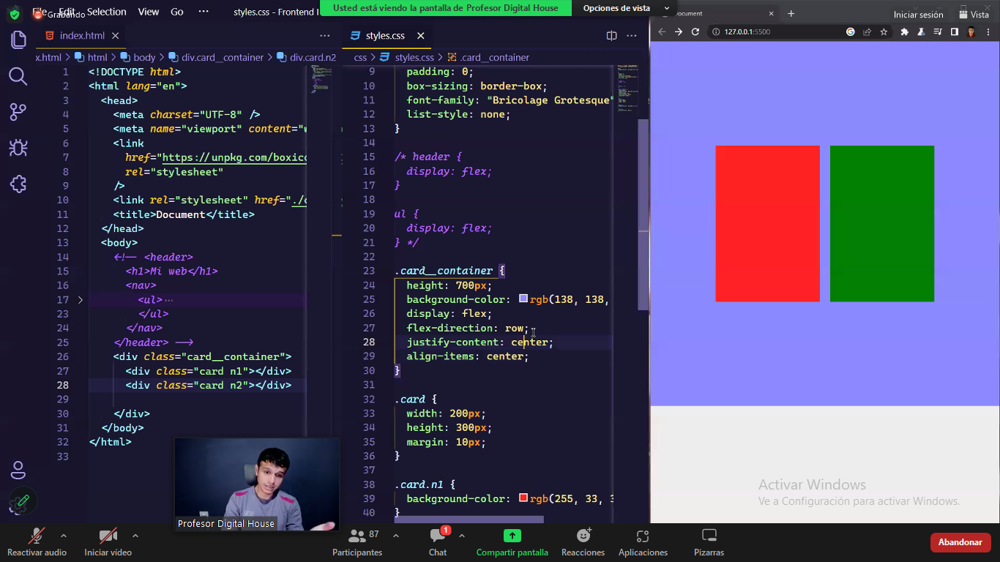 Grabando
File Edit Selection View Go ··· styles.css - Frontend I
Usted está viendo la pantalla de Profesor Digital House
Opciones de vista
Document
Iniciar sesión
Vista
index.html
styles.css
127.0.0.1:5500
x.html > html > body > div.card__container > div.card.n2
css > styles.css > .card__container
1 <!DOCTYPE html>
2 <html lang="en">
3 <head>
4 <meta charset="UTF-8" />
5 <meta name="viewport" content="w
6 <link
7 href="https://unpkg.com/boxico
8 rel="stylesheet"
9 />
10 <link rel="stylesheet" href="./c
11 <title>Document</title>
12 </head>
13 <body>
14 <!-- <header>
15 <h1>Mi web</h1>
16 <nav>
17 <ul>···
23 </ul>
24 </nav>
25 </header> -->
26 <div class="card__container">
27 <div class="card n1"></div>
28 <div class="card n2"></div>
29
30 </div>
31 </body>
32 </html>
33
9 padding: 0;
10 box-sizing: border-box;
11 font-family: "Bricolage Grotesque"
12 list-style: none;
13 }
14
15 /* header {
16 display: flex;
17 }
18
19 ul {
20 display: flex;
21 } */
22
23 .card__container {
24 height: 700px;
25 background-color: rgb(138, 138,
26 display: flex;
27 flex-direction: row;
28 justify-content: center;
29 align-items: center;
30 }
31
32 .card {
33 width: 200px;
34 height: 300px;
35 margin: 10px;
36 }
37
38 .card.n1 {
39 background-color: rgb(255, 33, 3
40 }
Activar Windows
Ve a Configuración para activar Windows.
Profesor Digital House
Reactivar audio
Iniciar vídeo
87
Participantes
1
Chat
Compartir pantalla
Reacciones
Aplicaciones
Pizarras
Abandonar